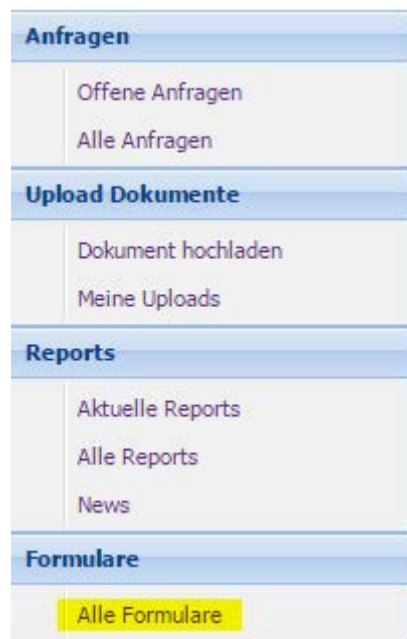 Anfragen
Offene Anfragen
Alle Anfragen
Upload Dokumente
Dokument hochladen
Meine Uploads
Reports
Aktuelle Reports
Alle Reports
News
Formulare
Alle Formulare